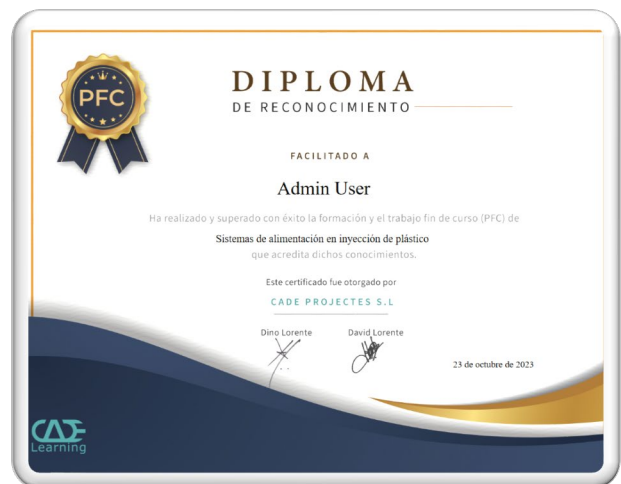 PFC
DIPLOMA
DE RECONOCIMIENTO
FACILITADO A
Admin User
Ha realizado y superado con éxito la formación y el trabajo fin de curso (PFC) de
Sistemas de alimentación en inyección de plástico
que acredita dichos conocimientos.
Este certificado fue otorgado por
CADE PROJECTES S.L
Dino Lorente David Lorente
23 de octubre de 2023
CADE
Learning